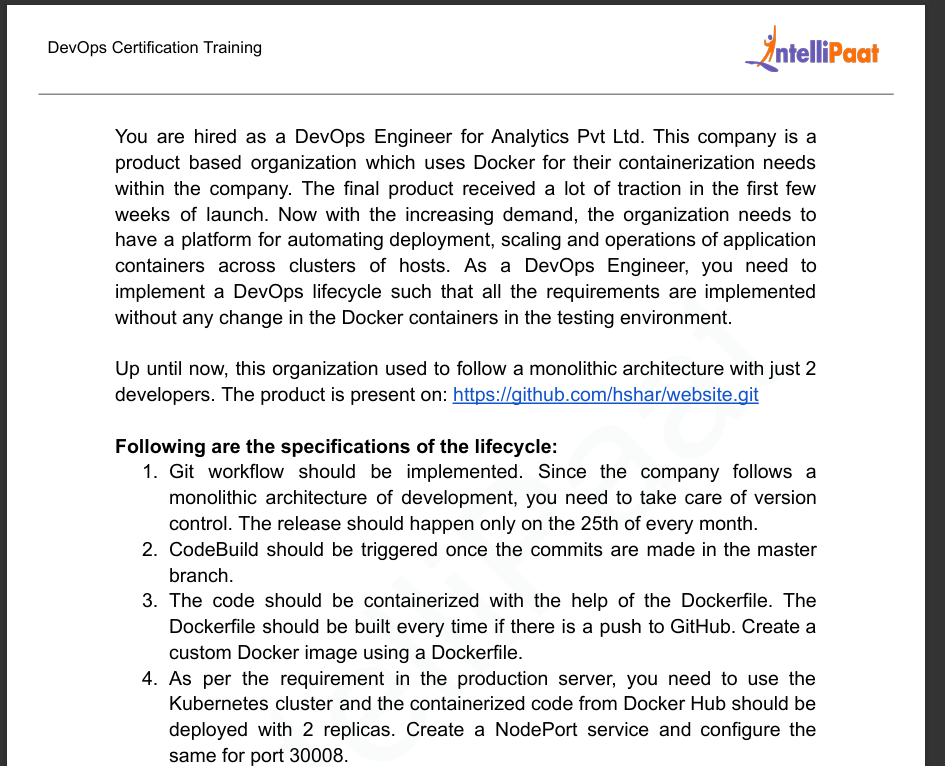 DevOps Certification Training
IntelliPaat
You are hired as a DevOps Engineer for Analytics Pvt Ltd. This company is a
product based organization which uses Docker for their containerization needs
within the company. The final product received a lot of traction in the first few
weeks of launch. Now with the increasing demand, the organization needs to
have a platform for automating deployment, scaling and operations of application
containers across clusters of hosts. As a DevOps Engineer, you need to
implement a DevOps lifecycle such that all the requirements are implemented
without any change in the Docker containers in the testing environment.
Up until now, this organization used to follow a monolithic architecture with just 2
developers. The product is present on: https://github.com/hshar/website.git
Following are the specifications of the lifecycle:
1. Git workflow should be implemented. Since the company follows a
monolithic architecture of development, you need to take care of version
control. The release should happen only on the 25th of every month.
2. CodeBuild should be triggered once the commits are made in the master
branch.
3. The code should be containerized with the help of the Dockerfile. The
Dockerfile should be built every time if there is a push to GitHub. Create a
custom Docker image using a Dockerfile.
4. As per the requirement in the production server, you need to use the
Kubernetes cluster and the containerized code from Docker Hub should be
deployed with 2 replicas. Create a NodePort service and configure the
same for port 30008.